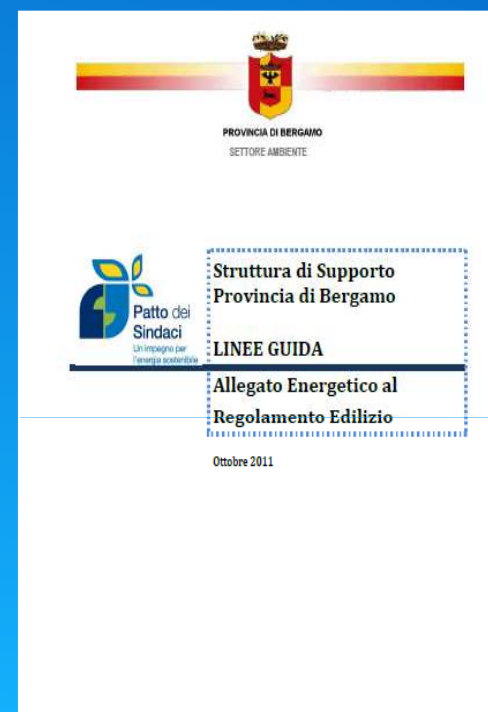 PROVINCIA DI BERGAMO
SETTORE AMBIENTE
Patto dei
Sindaci
Un impegno per
l'energia sostenibile
Struttura di Supporto
Provincia di Bergamo
LINEE GUIDA
Allegato Energetico al
Regolamento Edilizio
Ottobre 2011